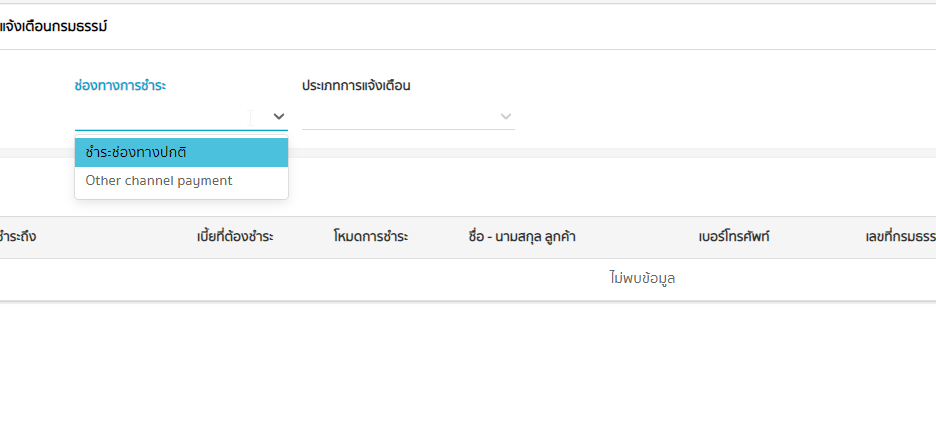 แจ้งเตือนกรมธรรม์
ช่องทางการชำระ ประเภทการแจ้งเตือน
ชำระช่องทางปกติ
Other channel payment
ชำระถึง เบี้ยที่ต้องชำระ โหมดการชำระ ชื่อ - นามสกุล ลูกค้า เบอร์โทรศัพท์ เลขที่กรมธรร
ไม่พบข้อมูล